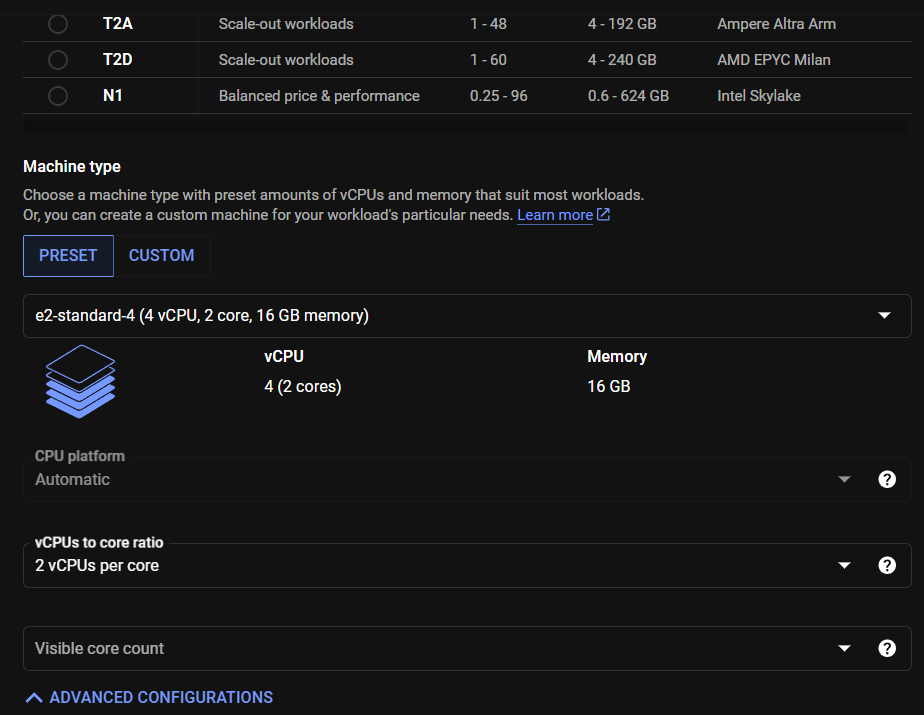 T2A Scale-out workloads 1 - 48 4 - 192 GB Ampere Altra Arm
T2D Scale-out workloads 1 - 60 4 - 240 GB AMD EPYC Milan
N1 Balanced price & performance 0.25 - 96 0.6 - 624 GB Intel Skylake
Machine type
Choose a machine type with preset amounts of vCPUs and memory that suit most workloads.
Or, you can create a custom machine for your workload's particular needs. Learn more
PRESET CUSTOM
e2-standard-4 (4 vCPU, 2 core, 16 GB memory)
vCPU Memory
4 (2 cores) 16 GB
CPU platform
Automatic
vCPUs to core ratio
2 vCPUs per core
Visible core count
ADVANCED CONFIGURATIONS